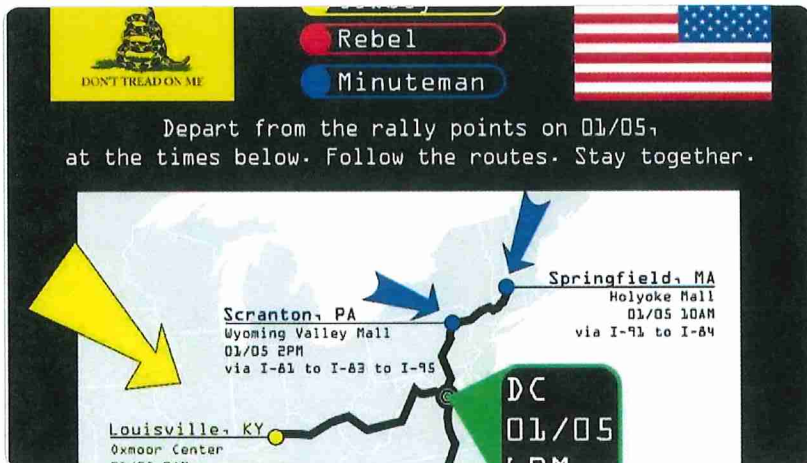 DON'T TREAD ON ME
Rebel
Minuteman
Depart from the rally points on 01/05,
at the times below. Follow the routes. Stay together.
Springfield, MA
Holyoke Mall
01/05 10AM
via I-91 to I-84
Scranton, PA
Wyoming Valley Mall
01/05 2PM
via I-81 to I-83 to I-95
DC
01/05
Louisville, KY
Oxmoor Center